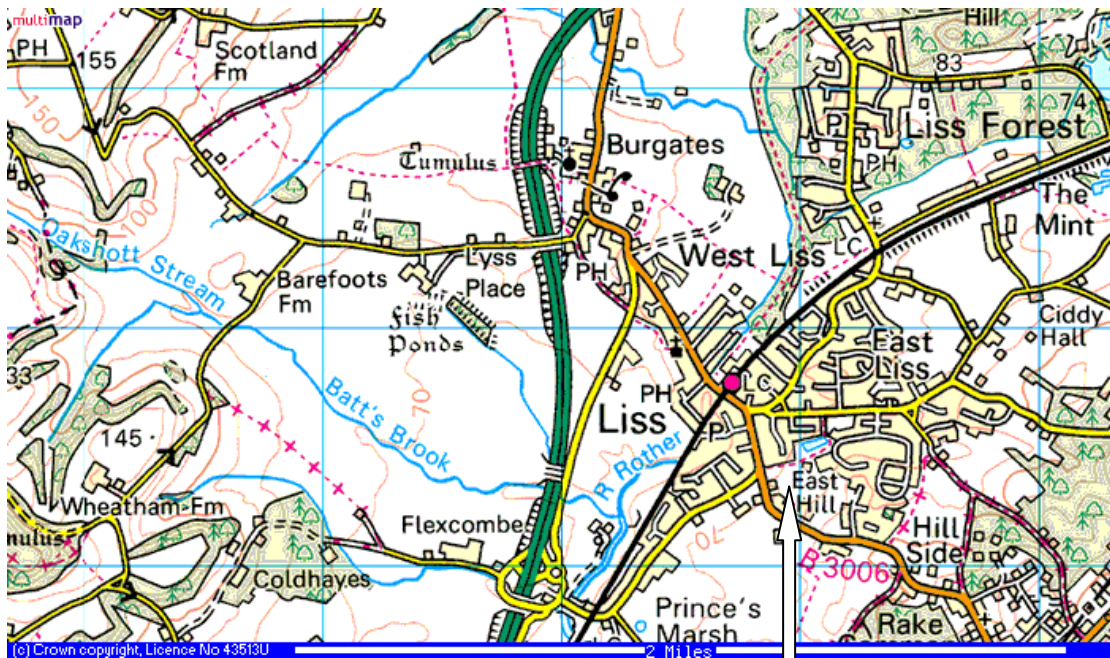 multimap
PH
155
Scotland
Fm
150
100
Hill
83
74
P
Liss Forest
PH
Burgates
Tumulus
The
Mint
LC
West Liss
Oakshott Stream
Barefoots
Fm
Lyss
Place
PH
Fish
Ponds
Ciddy
Hall
East
Liss
33
Batt's Brook
70
PH
LC
Liss
P
145
R Rother
East
Hill
Wheatham Fm
mulus
Flexcombe
Hill
Side
70
B 3006
Coldhayes
Prince's
Marsh
Rake
(c) Crown copyright, Licence No 43513U
2 Miles